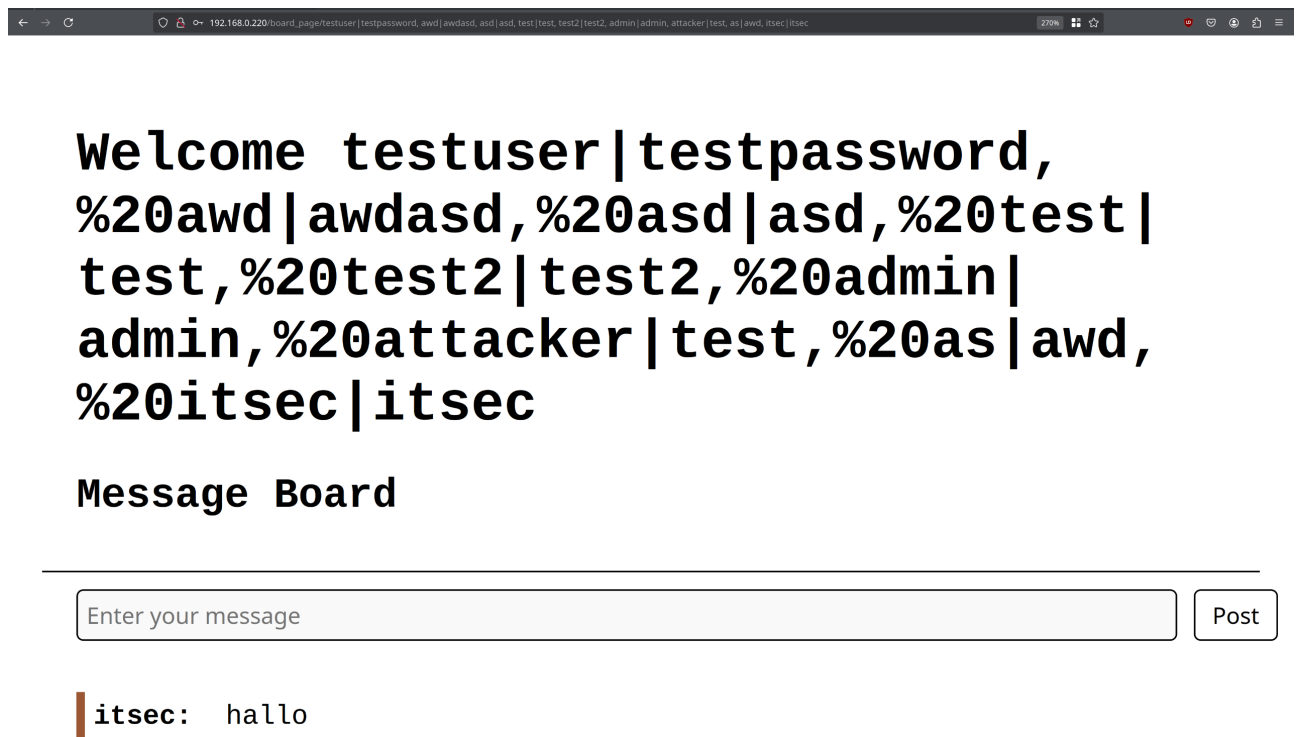 192.168.0.220/board_page/testuser|testpassword, awd|awdasd, asd|asd, test|test, test2|test2, admin|admin, attacker|test, as|awd, itsec|itsec
270%
Welcome testuser|testpassword,
%20awd|awdasd,%20asd|asd,%20test|
test,%20test2|test2,%20admin|
admin,%20attacker|test,%20as|awd,
%20itsec|itsec
Message Board
Enter your message
Post
itsec: hallo